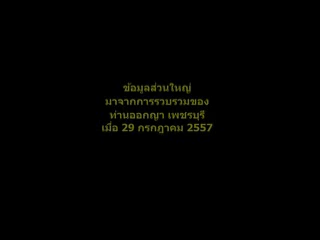 ข้อมูลส่วนใหญ่
มาจากการรวบรวมของ
ท่านออกญา เพชรบุรี
เมื่อ 29 กรกฎาคม 2557